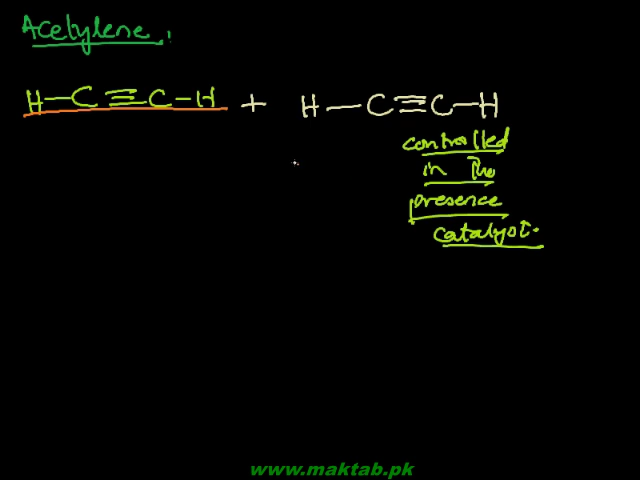 Acetylene.
H-C≡C-H + H-C≡C-H
controlled
in the
presence
catalyst.
www.maktab.pk